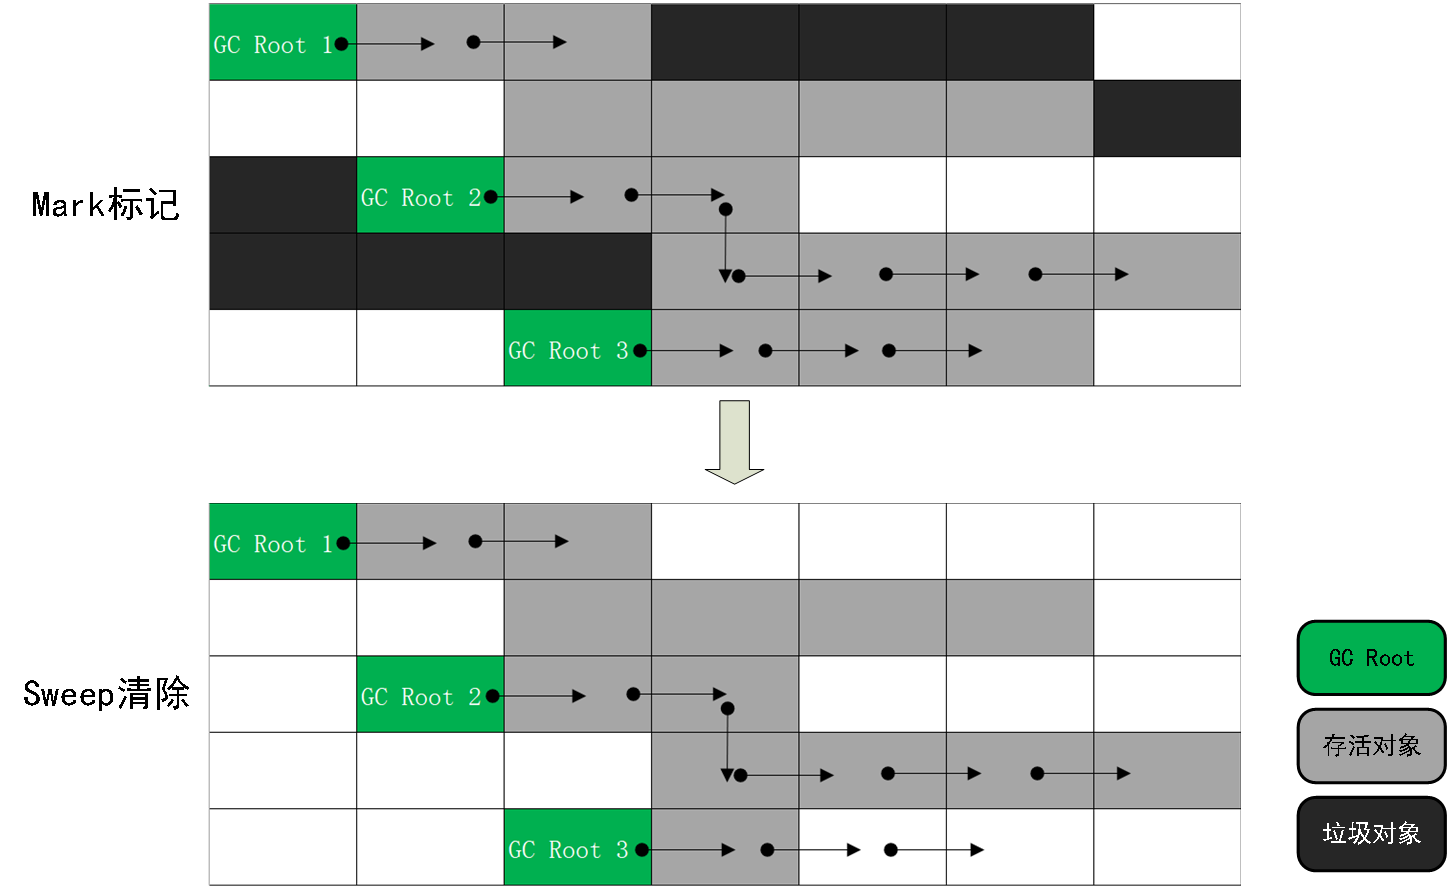 GC Root 1
Mark标记
GC Root 2
GC Root 3
GC Root 1
Sweep清除
GC Root 2
GC Root 3
GC Root
存活对象
垃圾对象